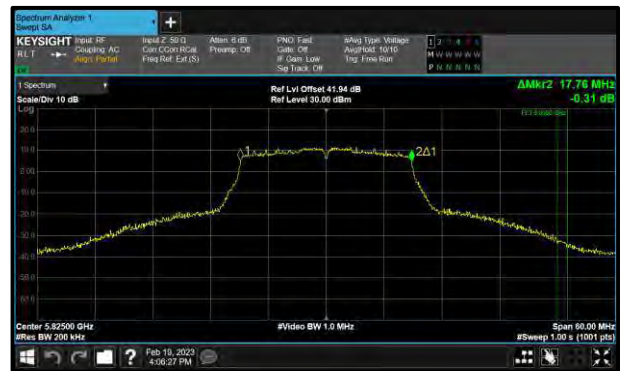 Spectrum Analyzer 1
Swept SA
+
KEYSIGHT Input: RF Input Z: 50 Ω Atten: 6 dB PNO: Fast #Avg Type: Voltage 1 2 3 4 5 6
RLT Coupling: AC Corr CCorr RCal Preamp: Off Gate: Off Avg|Hold: 10/10 M W W W W W
Align: Partial Freq Ref: Ext (S) IF Gain: Low Trig: Free Run
Sig Track: Off P N N N N N
1 Spectrum Ref Lvl Offset 41.94 dB ΔMkr2 17.76 MHz
Scale/Div 10 dB Ref Level 30.00 dBm -0.31 dB
Log
20.0
10.0
1
2Δ1
0.00
-10.0
-20.0
-30.0
-40.0
-50.0
-60.0
Center 5.82500 GHz #Video BW 1.0 MHz Span 60.00 MHz
#Res BW 200 kHz #Sweep 1.00 s (1001 pts)
? Feb 19, 2023
4:06:27 PM